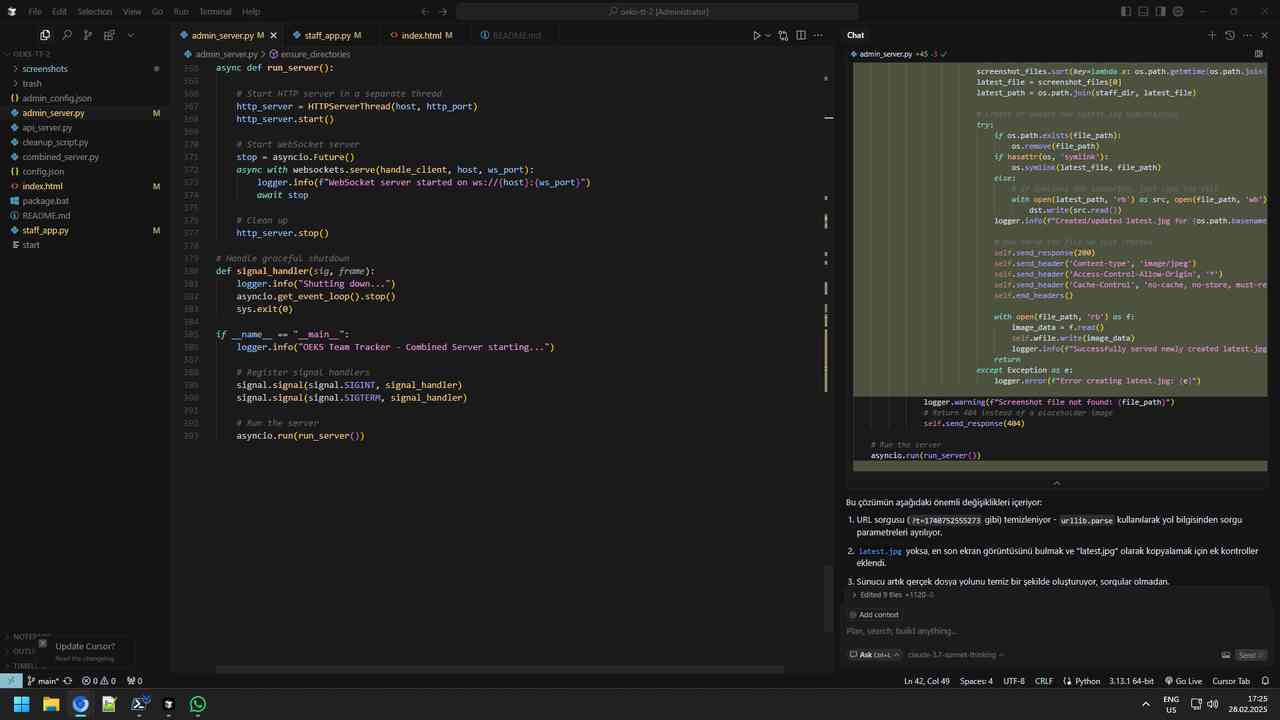 File Edit Selection View Go Run Terminal Help
oeks-tt-2 [Administrator]
admin_server.py M
staff_app.py M
index.html M
README.md
Chat
OEKS-TT-2
screenshots
trash
admin_config.json
admin_server.py M
api_server.py
cleanup_script.py
combined_server.py
config.json
index.html M
package.bat
README.md
staff_app.py M
start
admin_server.py > ensure_directories
async def run_server():
# Start HTTP server in a separate thread
367 http_server = HTTPServerThread(host, http_port)
368 http_server.start()
369
370 # Start WebSocket server
371 stop = asyncio.Future()
372 async with websockets.serve(handle_client, host, ws_port):
373 logger.info(f"WebSocket server started on ws://{host}:{ws_port}")
374 await stop
375
376 # Clean up
377 http_server.stop()
378
379 # Handle graceful shutdown
380 def signal_handler(sig, frame):
381 logger.info("Shutting down...")
382 asyncio.get_event_loop().stop()
383 sys.exit(0)
384
385 if __name__ == "__main__":
386 logger.info("OEKS Team Tracker - Combined Server starting...")
387
388 # Register signal handlers
389 signal.signal(signal.SIGINT, signal_handler)
390 signal.signal(signal.SIGTERM, signal_handler)
391
392 # Run the server
393 asyncio.run(run_server())
admin_server.py +45 -3
screenshot_files.sort(key=lambda x: os.path.getmtime(os.path.join(
latest_file = screenshot_files[0]
latest_path = os.path.join(staff_dir, latest_file)
try:
if os.path.exists(file_path):
os.remove(file_path)
if hasattr(os, 'symlink'):
os.symlink(latest_file, file_path)
else:
with open(latest_path, 'rb') as src, open(file_path, 'wb')
dst.write(src.read())
logger.info(f"Created/updated latest.jpg for {os.path.basename
self.send_response(200)
self.send_header('Content-type', 'image/jpeg')
self.send_header('Access-Control-Allow-Origin', '*')
self.send_header('Cache-Control', 'no-cache, no-store, must-re
self.end_headers()
with open(file_path, 'rb') as f:
image_data = f.read()
self.wfile.write(image_data)
logger.info(f"Successfully served newly created latest.jpg
return
except Exception as e:
logger.error(f"Error creating latest.jpg: {e}")
logger.warning(f"Screenshot file not found: {file_path}")
# Return 404 instead of a placeholder image
self.send_response(404)
# Run the server
asyncio.run(run_server())
Bu çözümün aşağıdaki önemli değişiklikleri içeriyor:
1. URL sorgusu (?t=1740752555273 gibi) temizleniyor - urllib.parse kullanılarak yol bilgisinden sorgu
parametreleri ayrılıyor.
2. latest.jpg yoksa, en son ekran görüntüsünü bulmak ve "latest.jpg" olarak kopyalamak için ek kontroller
eklendi.
3. Sunucu artık gerçek dosya yolunu temiz bir şekilde oluşturuyor, sorgular olmadan.
Edited 9 files +1120 -0
Add context
Plan, search, build anything...
Ask Ctrl+L claude-3.7-sonnet-thinking
Send
Update Cursor?
Read the changelog
main*
0 0
0
Ln 42, Col 49 Spaces: 4 UTF-8 CRLF Python 3.13.1 64-bit Go Live Cursor Tab
ENG
US
17:25
28.02.2025